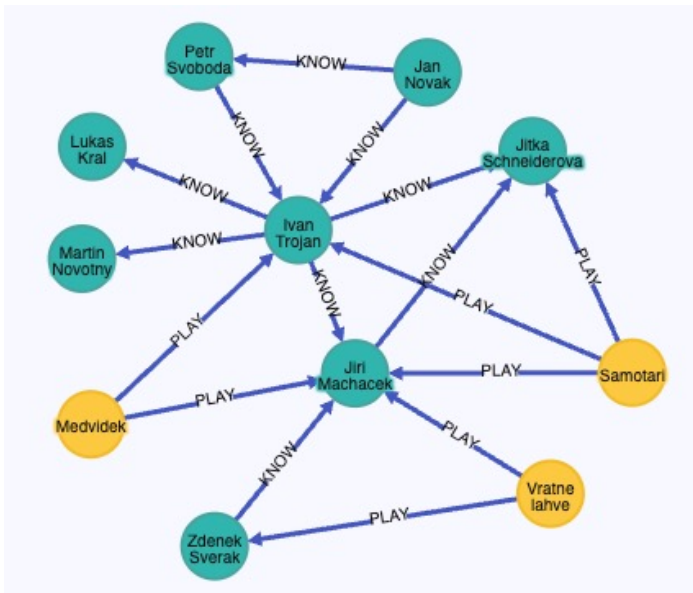 Petr
Svoboda
KNOW
Jan
Novak
Lukas
Kral
KNOW
KNOW
Jitka
Schneiderova
KNOW
KNOW
Ivan
Trojan
Martin
Novotny
KNOW
KNOW
KNOW
PLAY
PLAY
PLAY
Jiri
Machacek
PLAY
Samotari
PLAY
Medvidek
PLAY
KNOW
Vratne
lahve
PLAY
Zdenek
Sverak